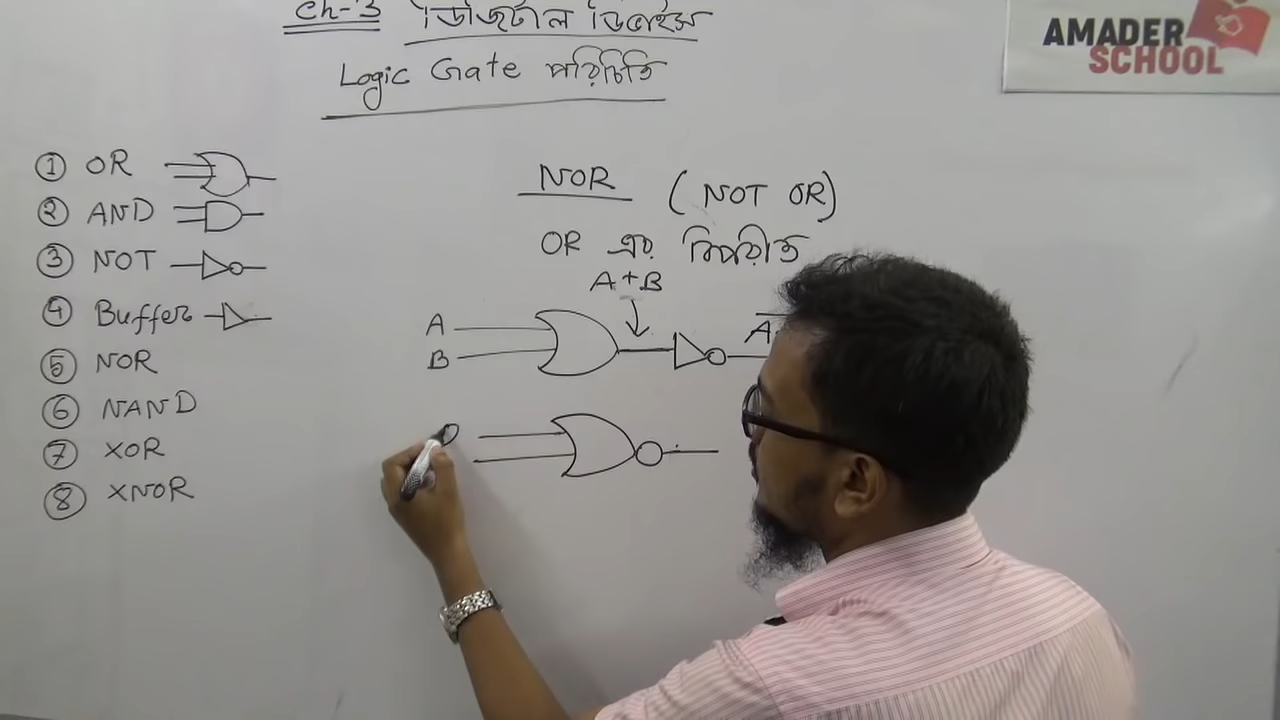 Ch-3 ডিজিটাল ডিভাইস
Logic Gate পরিচিতি
AMADER
SCHOOL
① OR
② AND
③ NOT
④ Buffer
⑤ NOR
⑥ NAND
⑦ XOR
⑧ XNOR
NOR (NOT OR)
OR এর বিপরীত
A+B
A
B